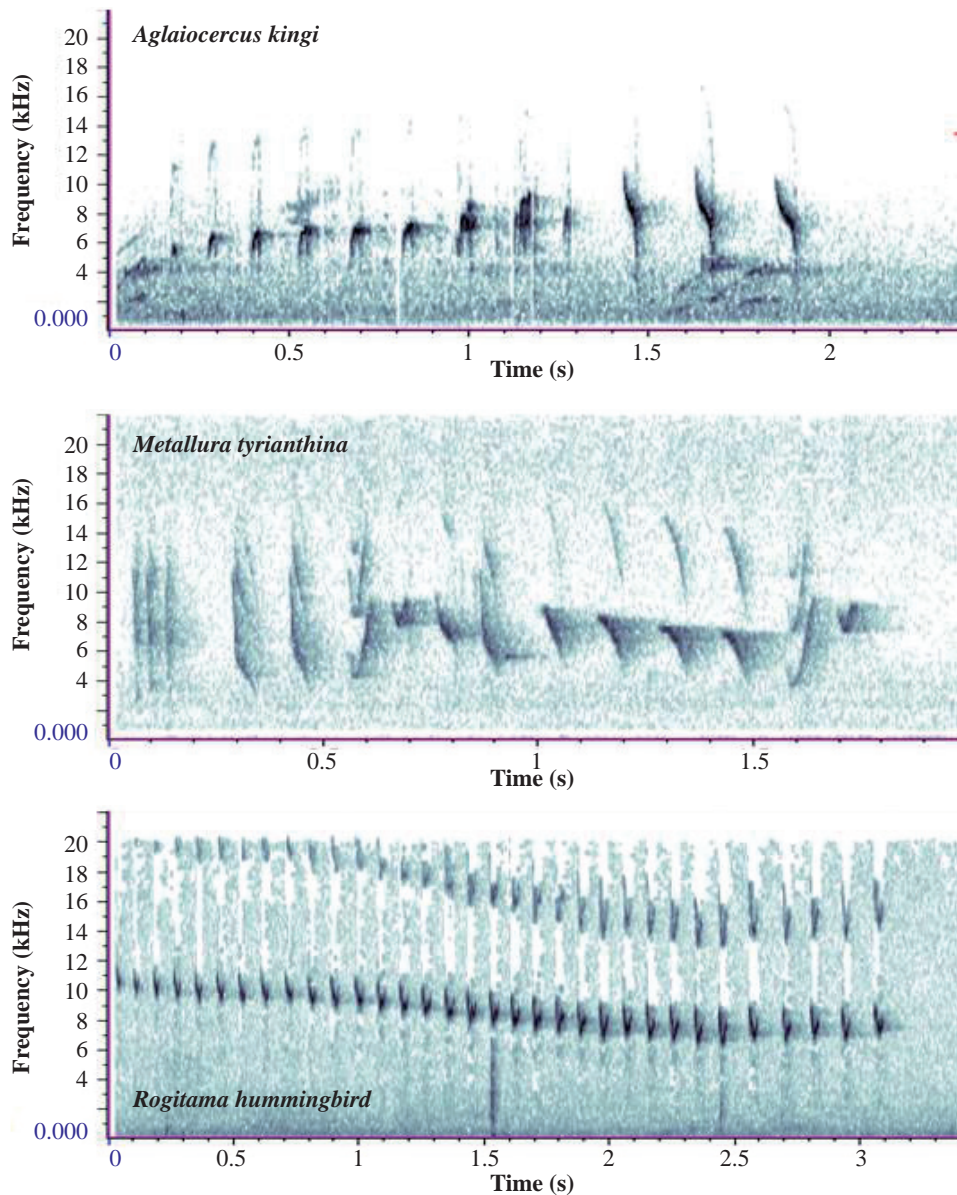 Aglaiocercus kingi
Frequency (kHz)
20
18
16
14
12
10
8
6
4
0.000
0 0.5 1 1.5 2
Time (s)
Metallura tyrianthina
Frequency (kHz)
20
18
16
14
12
10
8
6
4
0.000
0 0.5 1 1.5
Time (s)
Rogitama hummingbird
Frequency (kHz)
20
18
16
14
12
10
8
6
4
0.000
0 0.5 1 1.5 2 2.5 3
Time (s)